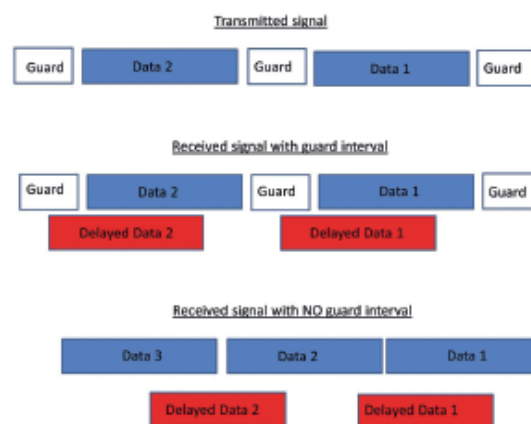 Transmitted signal
Guard Data 2 Guard Data 1 Guard
Received signal with guard interval
Guard Data 2 Guard Data 1 Guard
Delayed Data 2 Delayed Data 1
Received signal with NO guard interval
Data 3 Data 2 Data 1
Delayed Data 2 Delayed Data 1